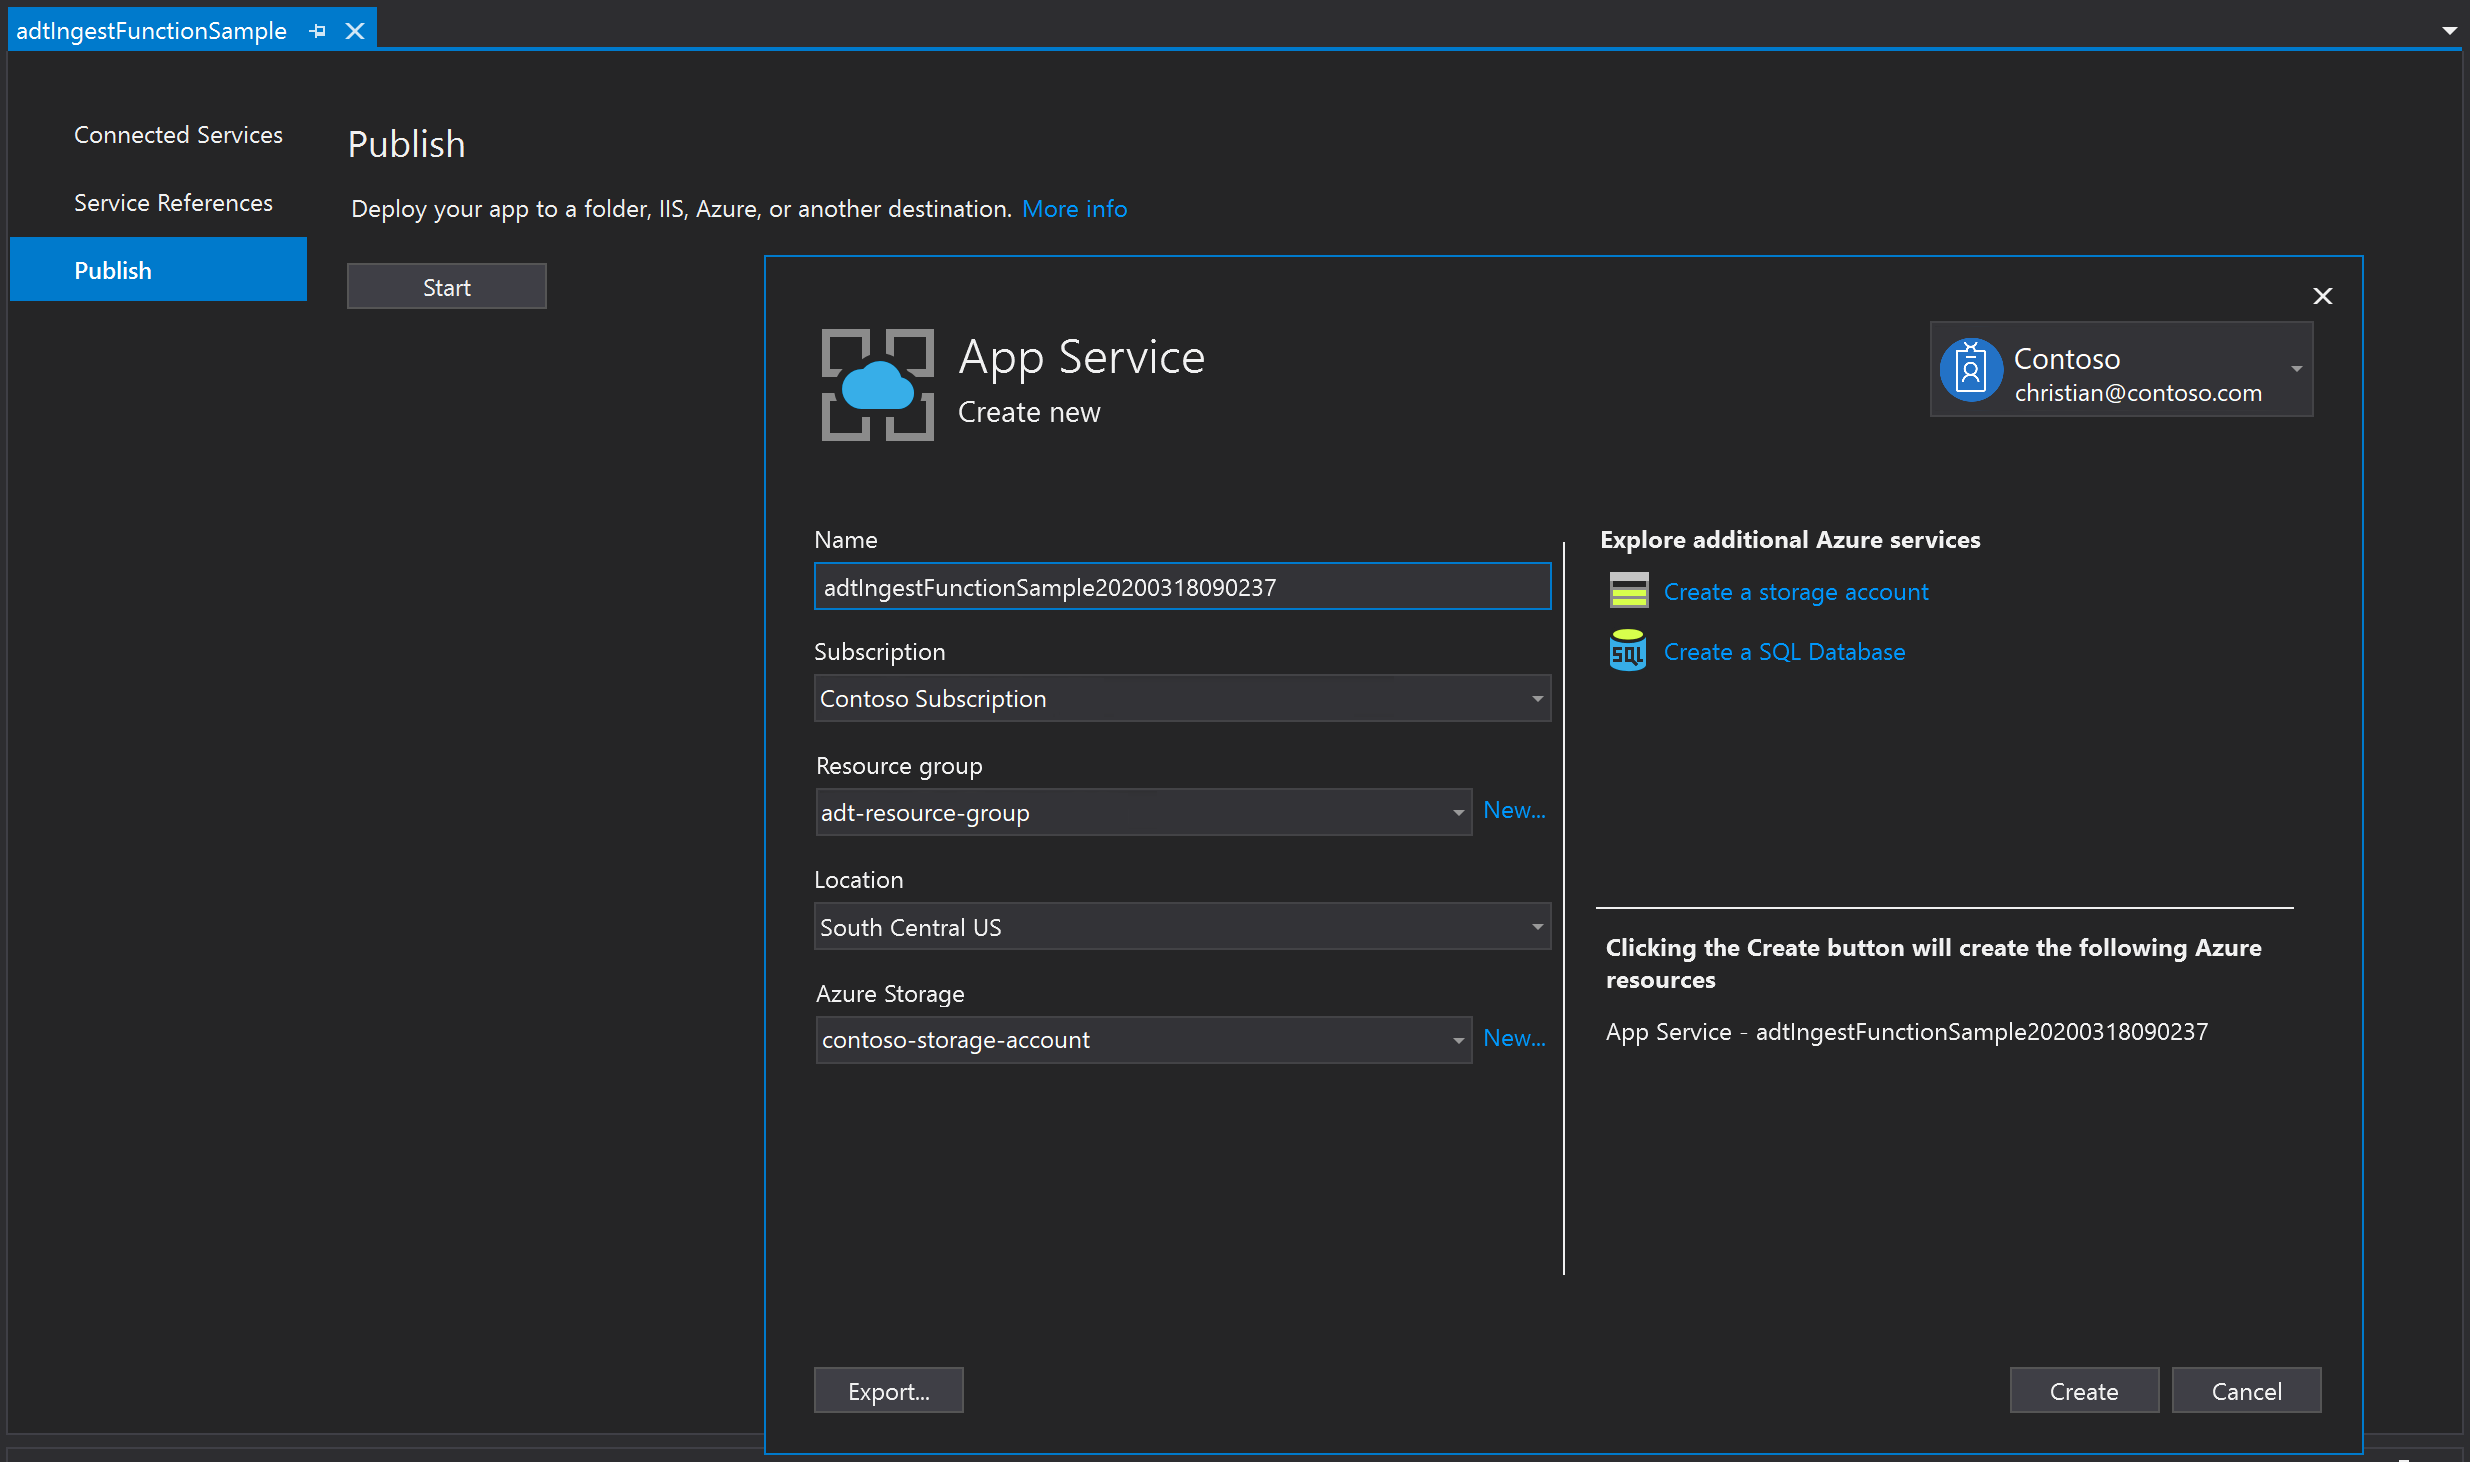 adtIngestFunctionSample
Connected Services
Service References
Publish
Publish
Deploy your app to a folder, IIS, Azure, or another destination. More info
Start
App Service
Create new
Contoso
christian@contoso.com
Name
adtIngestFunctionSample20200318090237
Subscription
Contoso Subscription
Resource group
adt-resource-group New...
Location
South Central US
Azure Storage
contoso-storage-account New...
Explore additional Azure services
Create a storage account
SQL Create a SQL Database
Clicking the Create button will create the following Azure
resources
App Service - adtIngestFunctionSample20200318090237
Export...
Create
Cancel